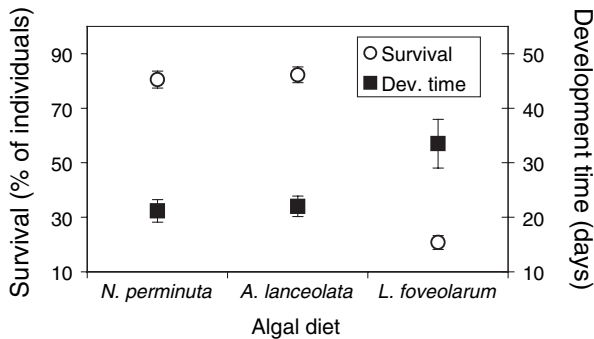 Survival (% of individuals)
90
70
50
30
10
Survival
Dev. time
50
40
30
20
10
Development time (days)
N. perminuta A. lanceolata L. foveolarum
Algal diet